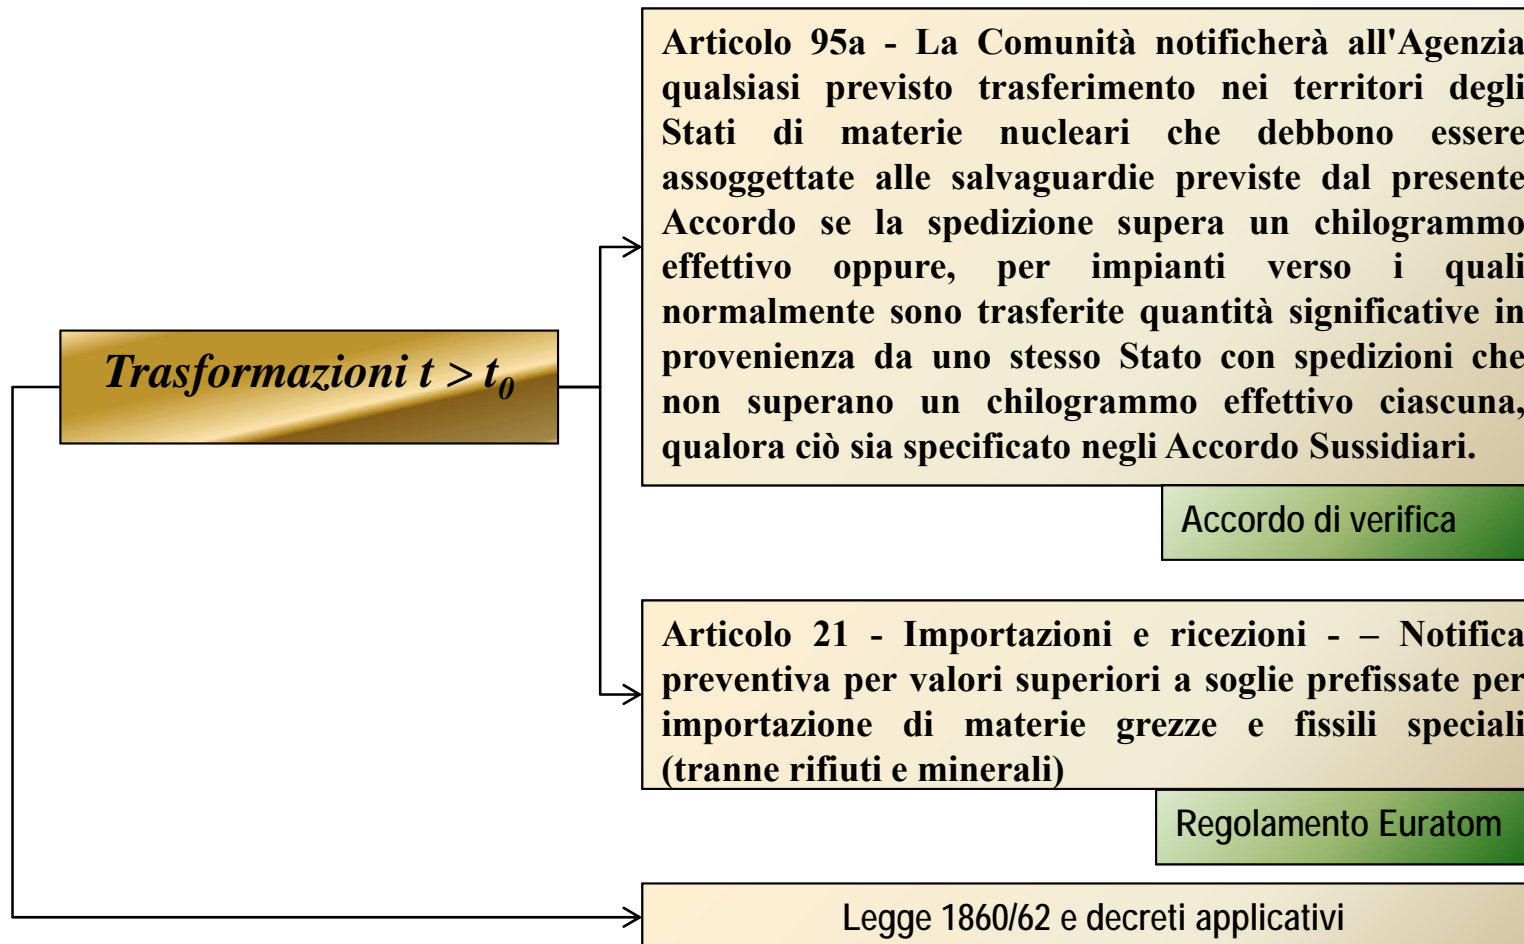 Articolo 95a - La Comunità notificherà all'Agenzia
qualsiasi previsto trasferimento nei territori degli
Stati di materie nucleari che debbono essere
assoggettate alle salvaguardie previste dal presente
Accordo se la spedizione supera un chilogrammo
effettivo oppure, per impianti verso i quali
normalmente sono trasferite quantità significative in
provenienza da uno stesso Stato con spedizioni che
non superano un chilogrammo effettivo ciascuna,
qualora ciò sia specificato negli Accordo Sussidiari.
Accordo di verifica
Trasformazioni t > t0
Articolo 21 - Importazioni e ricezioni - – Notifica
preventiva per valori superiori a soglie prefissate per
importazione di materie grezze e fissili speciali
(tranne rifiuti e minerali)
Regolamento Euratom
Legge 1860/62 e decreti applicativi